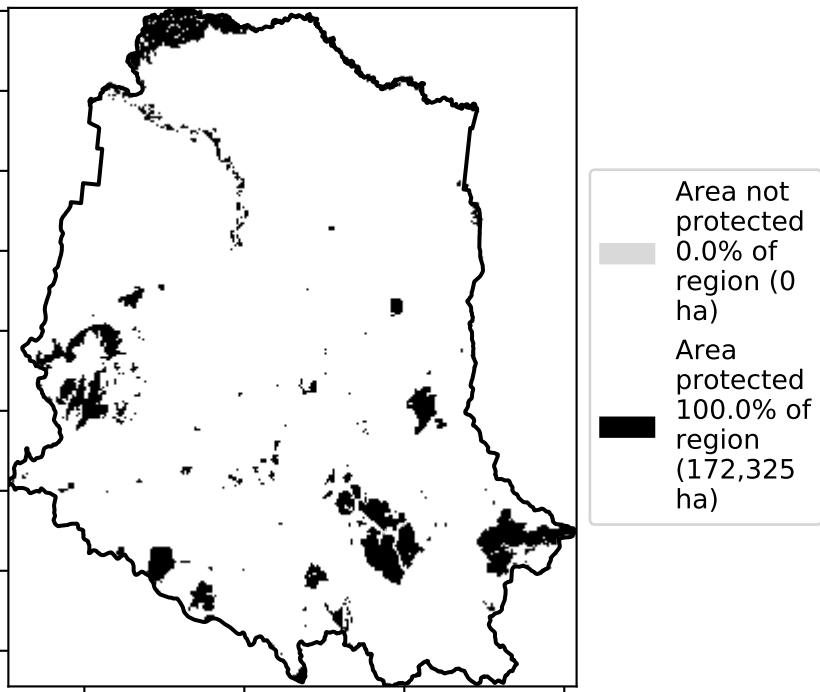 Area not
protected
0.0% of
region (0
ha)
Area
protected
100.0% of
region
(172,325
ha)